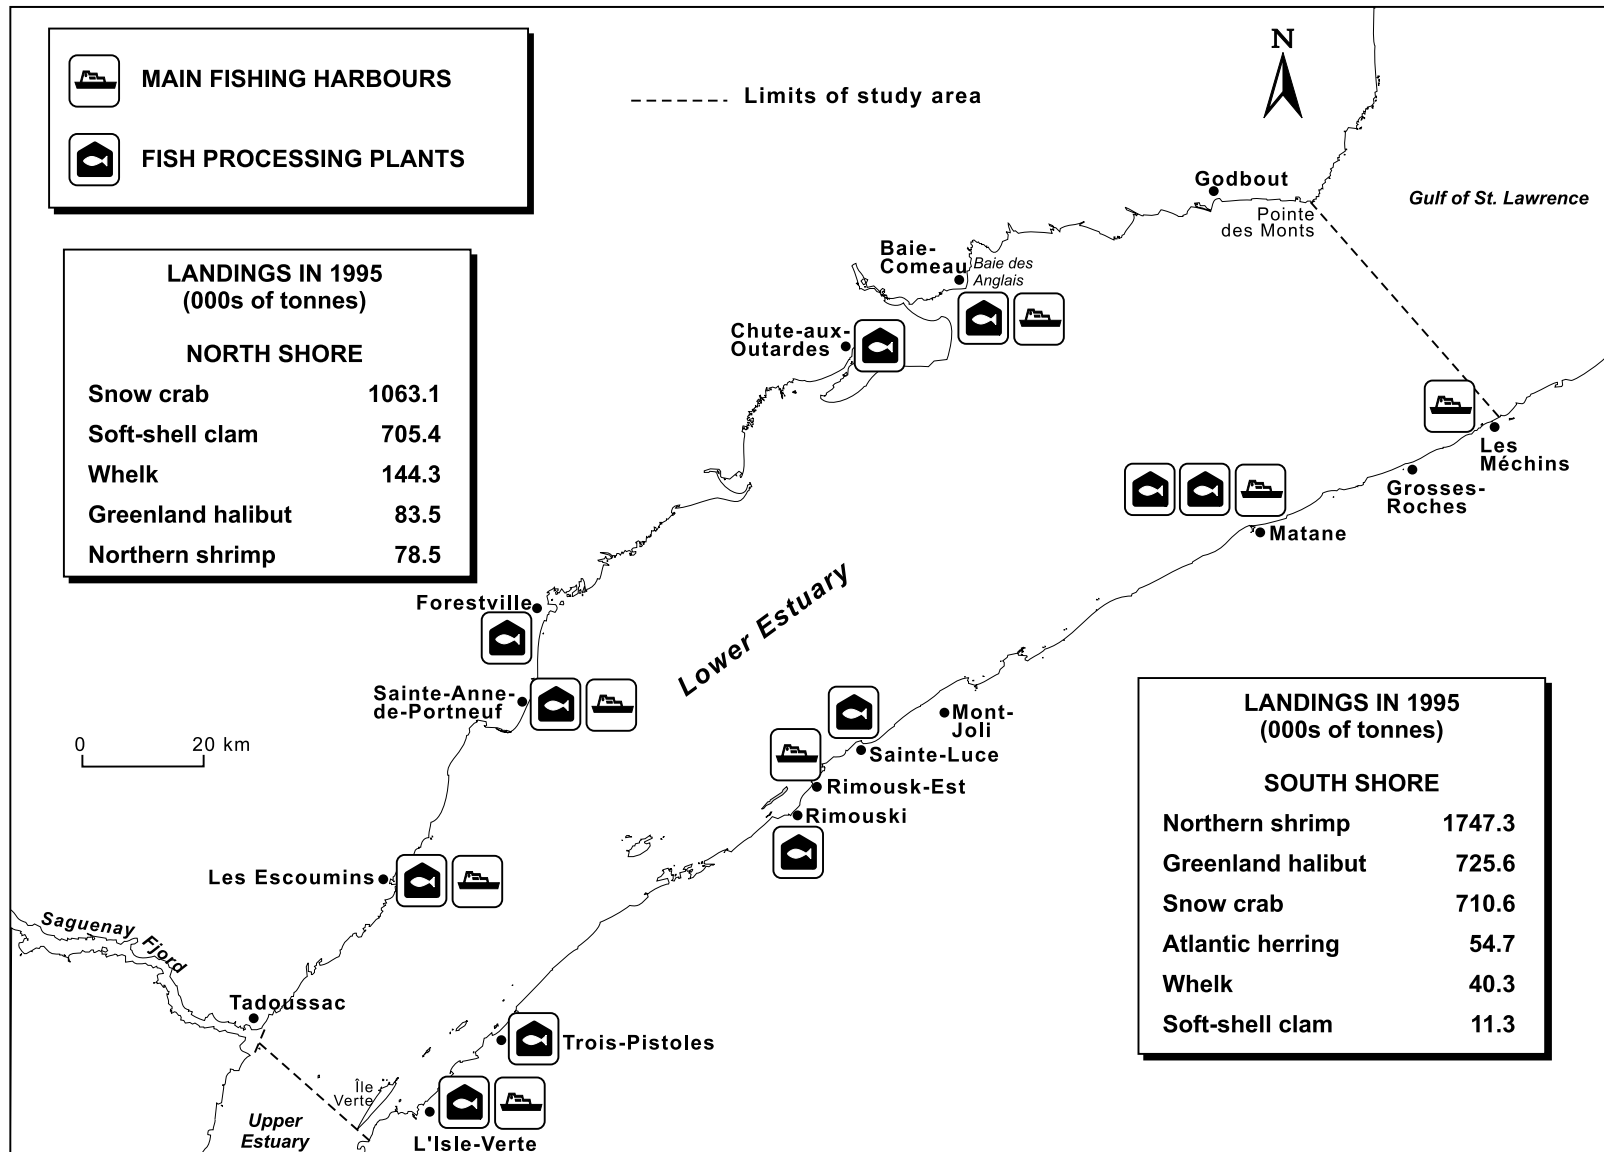 MAIN FISHING HARBOURS
FISH PROCESSING PLANTS
Limits of study area
N
LANDINGS IN 1995
(000s of tonnes)
NORTH SHORE
Snow crab 1063.1
Soft-shell clam 705.4
Whelk 144.3
Greenland halibut 83.5
Northern shrimp 78.5
Godbout
Pointe
des Monts
Gulf of St. Lawrence
Baie-
Comeau
Baie des
Anglais
Chute-aux-
Outardes
Les
Méchins
Grosses-
Roches
Matane
Forestville
Lower Estuary
Sainte-Anne-
de-Portneuf
0 20 km
Mont-
Joli
Sainte-Luce
Rimousk-Est
Rimouski
Les Escoumins
Saguenay Fjord
Tadoussac
Trois-Pistoles
Île
Verte
Upper
Estuary
L'Isle-Verte
LANDINGS IN 1995
(000s of tonnes)
SOUTH SHORE
Northern shrimp 1747.3
Greenland halibut 725.6
Snow crab 710.6
Atlantic herring 54.7
Whelk 40.3
Soft-shell clam 11.3